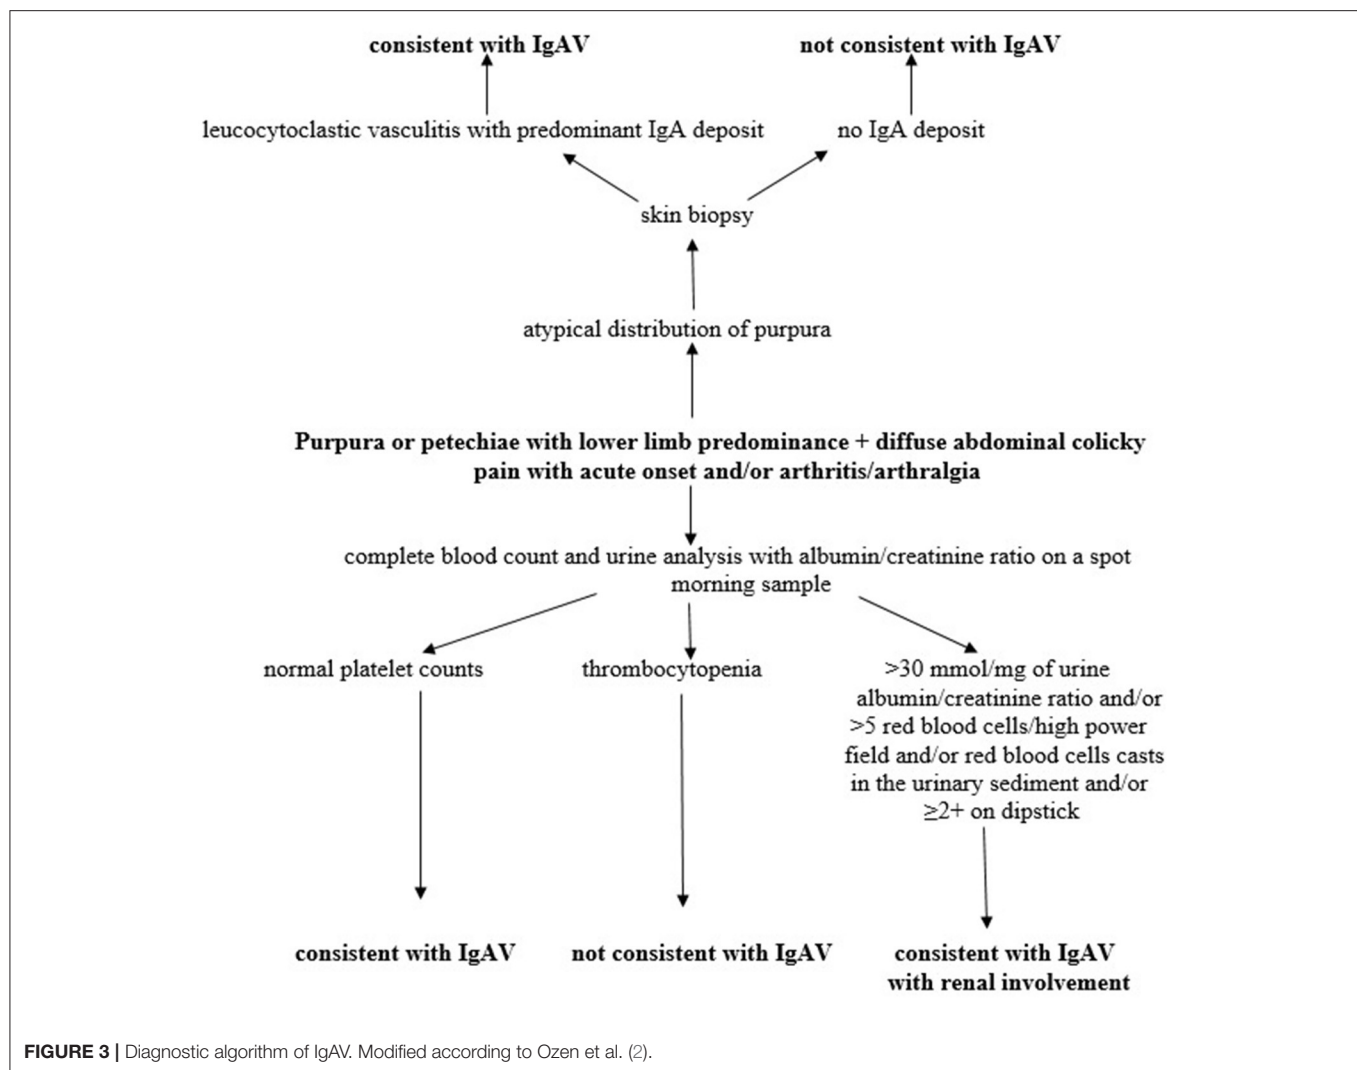 consistent with IgAV
not consistent with IgAV
leucocytoclastic vasculitis with predominant IgA deposit
no IgA deposit
skin biopsy
atypical distribution of purpura
Purpura or petechiae with lower limb predominance + diffuse abdominal colicky
pain with acute onset and/or arthritis/arthralgia
complete blood count and urine analysis with albumin/creatinine ratio on a spot
morning sample
normal platelet counts
thrombocytopenia
>30 mmol/mg of urine
albumin/creatinine ratio and/or
>5 red blood cells/high power
field and/or red blood cells casts
in the urinary sediment and/or
≥2+ on dipstick
consistent with IgAV
not consistent with IgAV
consistent with IgAV
with renal involvement
FIGURE 3 | Diagnostic algorithm of IgAV. Modified according to Ozen et al. (2).